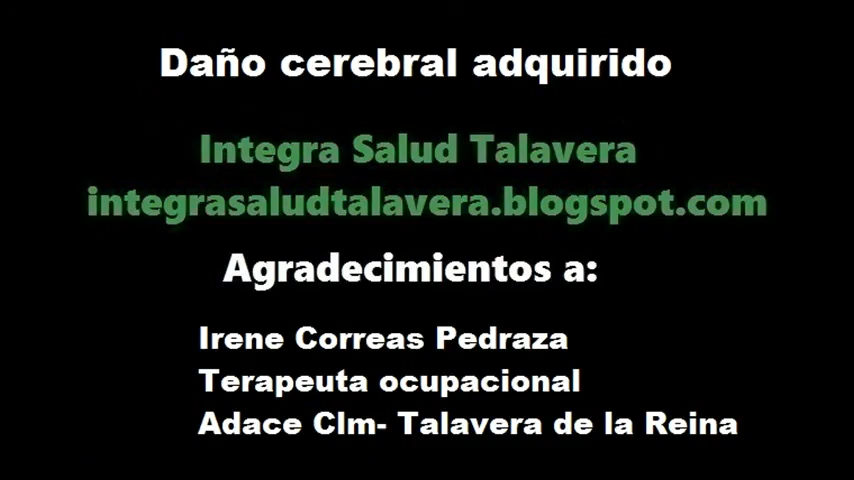 Daño cerebral adquirido
Integra Salud Talavera
integrasaludtalavera.blogspot.com
Agradecimientos a:
Irene Correas Pedraza
Terapeuta ocupacional
Adace Clm- Talavera de la Reina